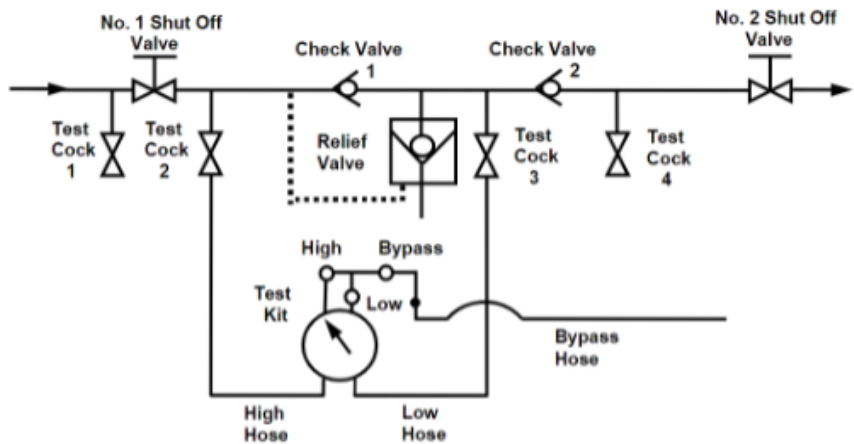 No. 1 Shut Off
Valve
Check Valve
1
Check Valve
2
No. 2 Shut Off
Valve
Test
Cock
1
Test
Cock
2
Relief
Valve
Test
Cock
3
Test
Cock
4
High
Bypass
Test
Kit
Low
Bypass
Hose
High
Hose
Low
Hose